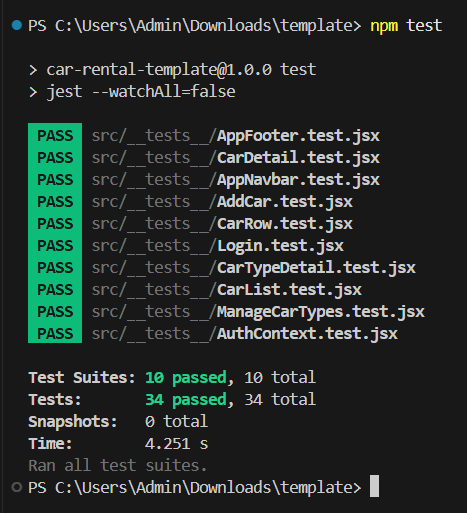 PS C:\Users\Admin\Downloads\template> npm test
> car-rental-template@1.0.0 test
> jest --watchAll=false
PASS src/__tests__/AppFooter.test.jsx
PASS src/__tests__/CarDetail.test.jsx
PASS src/__tests__/AppNavbar.test.jsx
PASS src/__tests__/AddCar.test.jsx
PASS src/__tests__/CarRow.test.jsx
PASS src/__tests__/Login.test.jsx
PASS src/__tests__/CarTypeDetail.test.jsx
PASS src/__tests__/CarList.test.jsx
PASS src/__tests__/ManageCarTypes.test.jsx
PASS src/__tests__/AuthContext.test.jsx
Test Suites: 10 passed, 10 total
Tests: 34 passed, 34 total
Snapshots: 0 total
Time: 4.251 s
Ran all test suites.
PS C:\Users\Admin\Downloads\template>